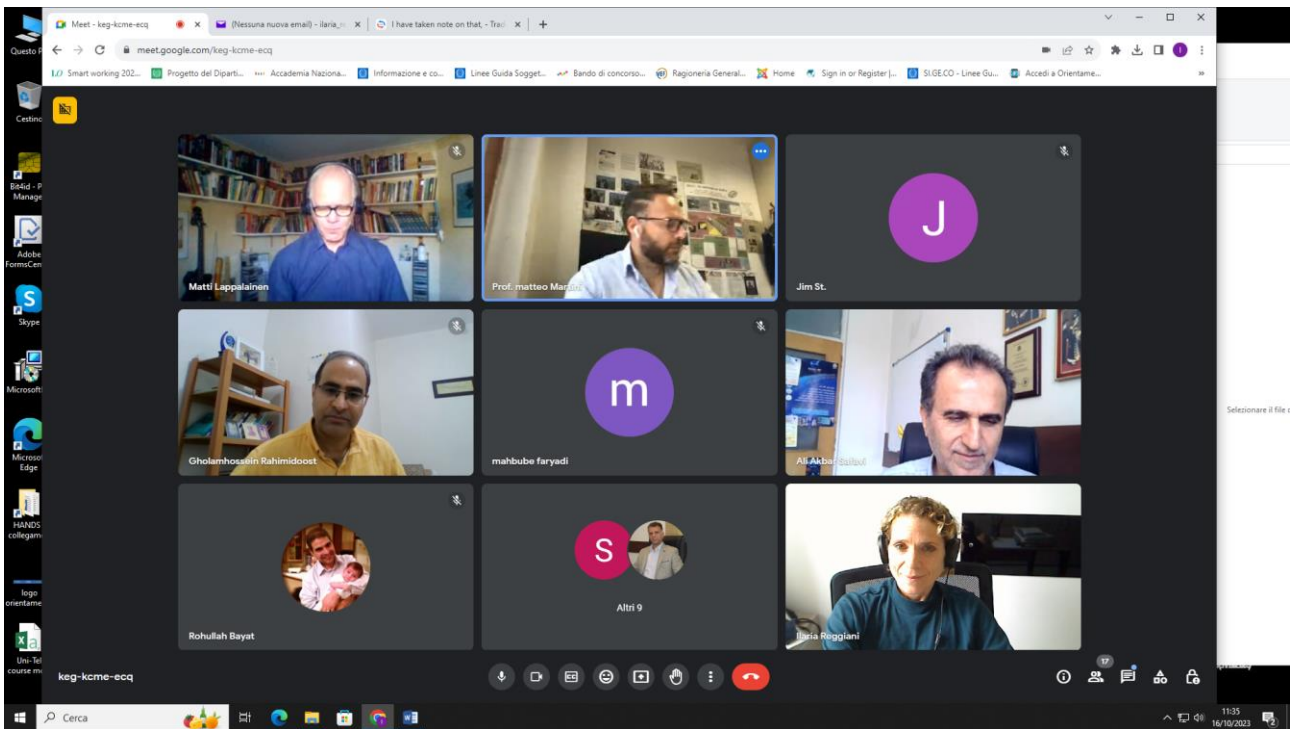 Meet - keg-kcme-ecq
(Nessuna nuova email) - ilaria_
I have taken note on that, - Trad
meet.google.com/keg-kcme-ecq
I
Smart working 202...
Progetto del Diparti...
Accademia Naziona...
Informazione e co...
Linee Guida Sogget...
Bando di concorso...
Ragioneria General...
Home
Sign in or Register |...
SI.GE.CO - Linee Gu...
Accedi a Orientame...
»
Questo P
Cestino
Bit4id - P
Manage
Adobe
FormsCen
Skype
Microsoft
Microso
Edge
HANDS
collegam
logo
orientame
Uni-Tel
course m
Matti Lappalainen
Prof. matteo Mar
J
Jim St.
Gholamhossein Rahimidoost
m
mahbube faryadi
Ali Akbar Safavi
Rohullah Bayat
S
Altri 9
Ilaria Reggiani
Selezionare il file
keg-kcme-ecq
17
Cerca
11:35
16/10/2023
2